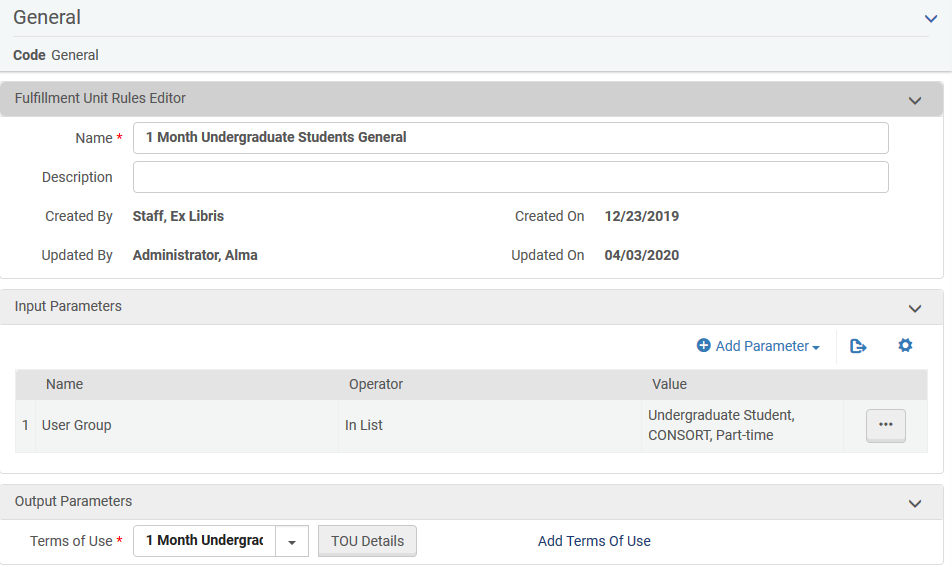 General
Code General
Fulfillment Unit Rules Editor
Name * 1 Month Undergraduate Students General
Description
Created By Staff, Ex Libris Created On 12/23/2019
Updated By Administrator, Alma Updated On 04/03/2020
Input Parameters
Add Parameter
Name Operator Value
1 User Group In List Undergraduate Student,
CONSORT, Part-time
Output Parameters
Terms of Use * 1 Month Undergrad TOU Details Add Terms Of Use